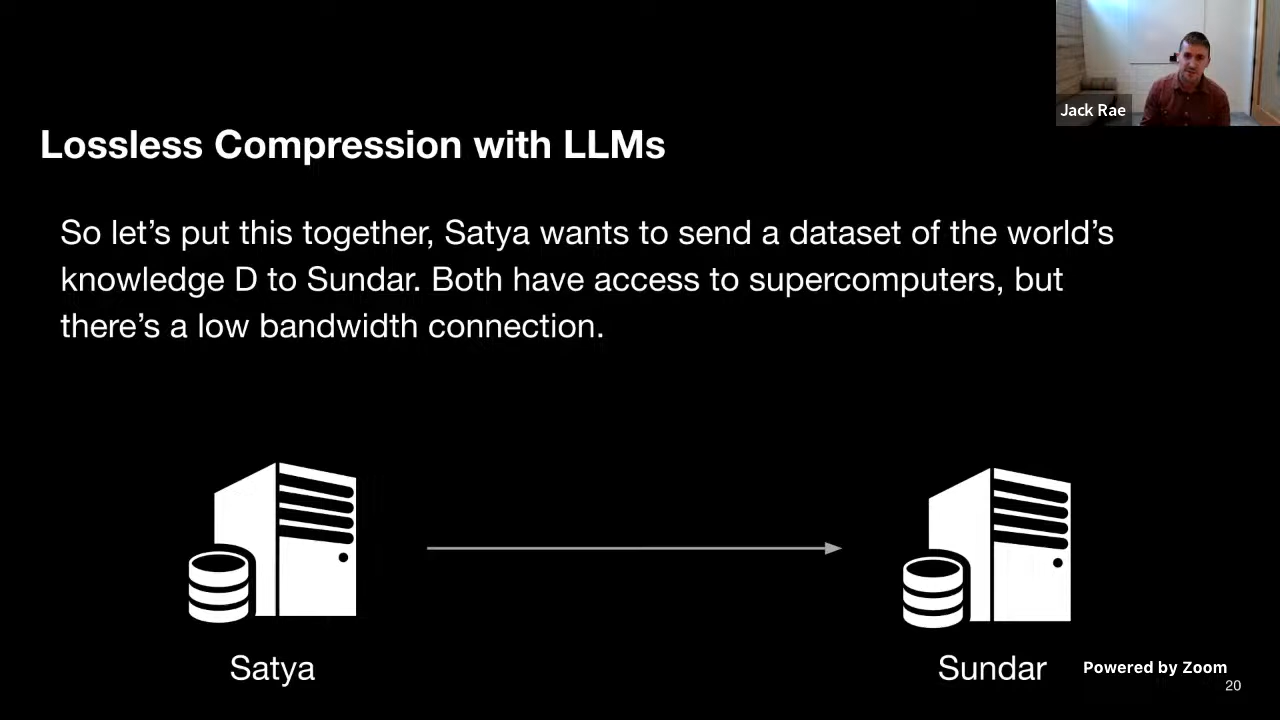 Jack Rae
Lossless Compression with LLMs
So let’s put this together, Satya wants to send a dataset of the world’s
knowledge D to Sundar. Both have access to supercomputers, but
there’s a low bandwidth connection.
Satya
Sundar
Powered by Zoom
20